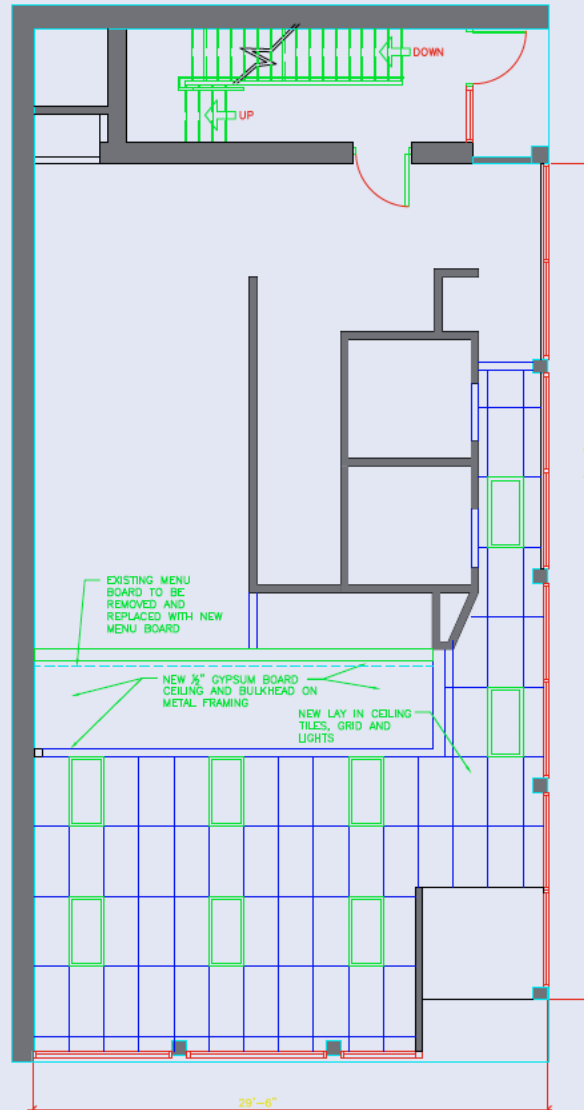 DOWN
UP
EXISTING MENU
BOARD TO BE
REMOVED AND
REPLACED WITH NEW
MENU BOARD
NEW ½" GYPSUM BOARD
CEILING AND BULKHEAD ON
METAL FRAMING
NEW LAY IN CEILING
TILES, GRID AND
LIGHTS
29'-6"